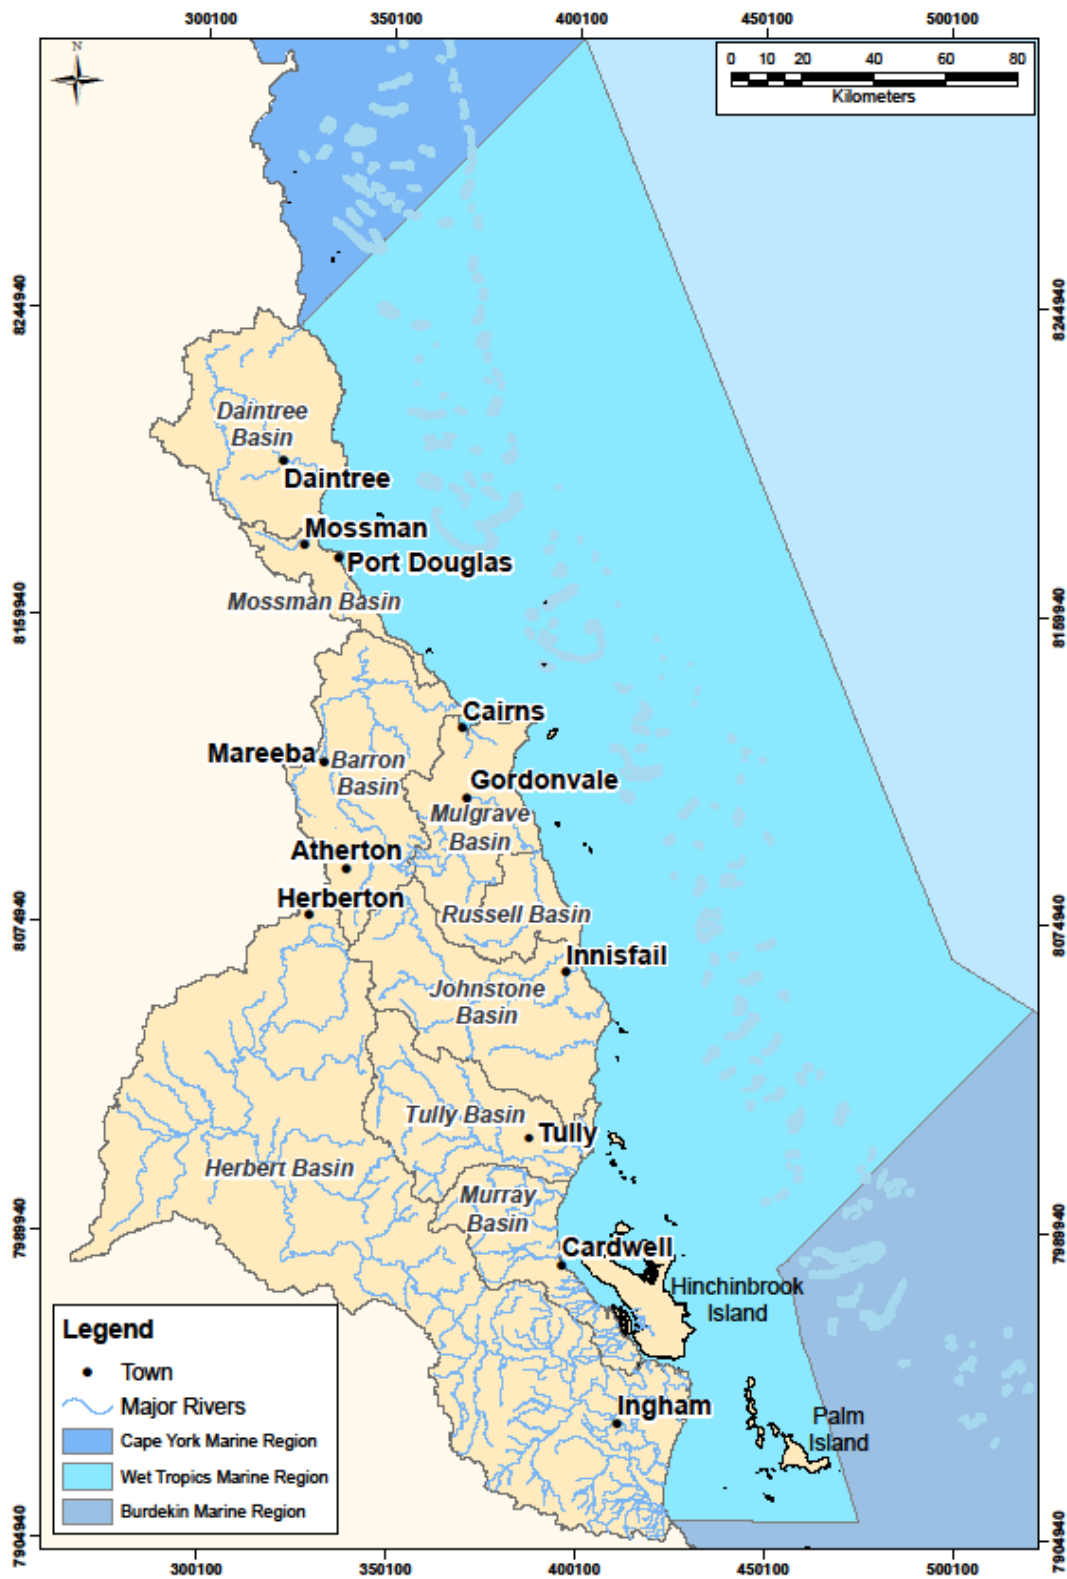 300100 350100 400100 450100 500100
N
0 10 20 40 60 80
Kilometers
8244940 8244940
Daintree
Basin
Daintree
Mossman
Port Douglas
Mossman Basin
8159940 8159940
Cairns
Mareeba
Barron
Basin
Gordonvale
Mulgrave
Basin
Atherton
Herberton
Russell Basin
8074940 8074940
Innisfail
Johnstone
Basin
Tully Basin
Tully
Herbert Basin
Murray
Basin
7989940 7989940
Cardwell
Hinchinbrook
Island
Ingham
Palm
Island
Legend
Town
Major Rivers
Cape York Marine Region
Wet Tropics Marine Region
Burdekin Marine Region
7904940 7904940
300100 350100 400100 450100 500100